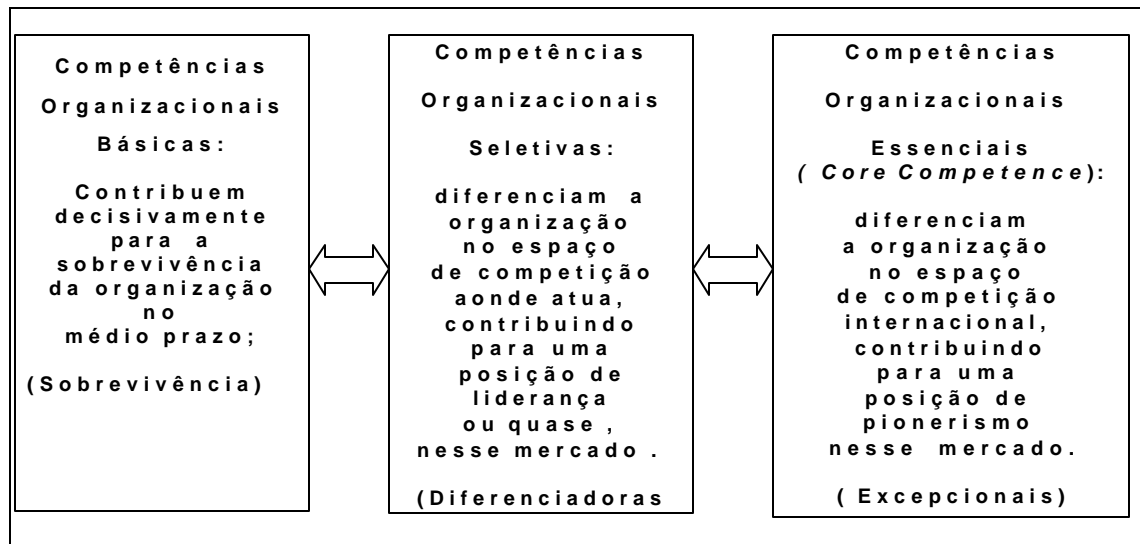 Competências
Organizacionais
Básicas:
Contribuem
decisivamente
para a
sobrevivência
da organização
no
médio prazo;
(Sobrevivência)
Competências
Organizacionais
Seletivas:
diferenciam a
organização
no espaço
de competição
aonde atua,
contribuindo
para uma
posição de
liderança
ou quase ,
nesse mercado .
(Diferenciadoras
Competências
Organizacionais
Essenciais
( Core Competence):
diferenciam
a organização
no espaço
de competição
internacional,
contribuindo
para uma
posição de
pionerismo
nesse mercado.
( Excepcionais)